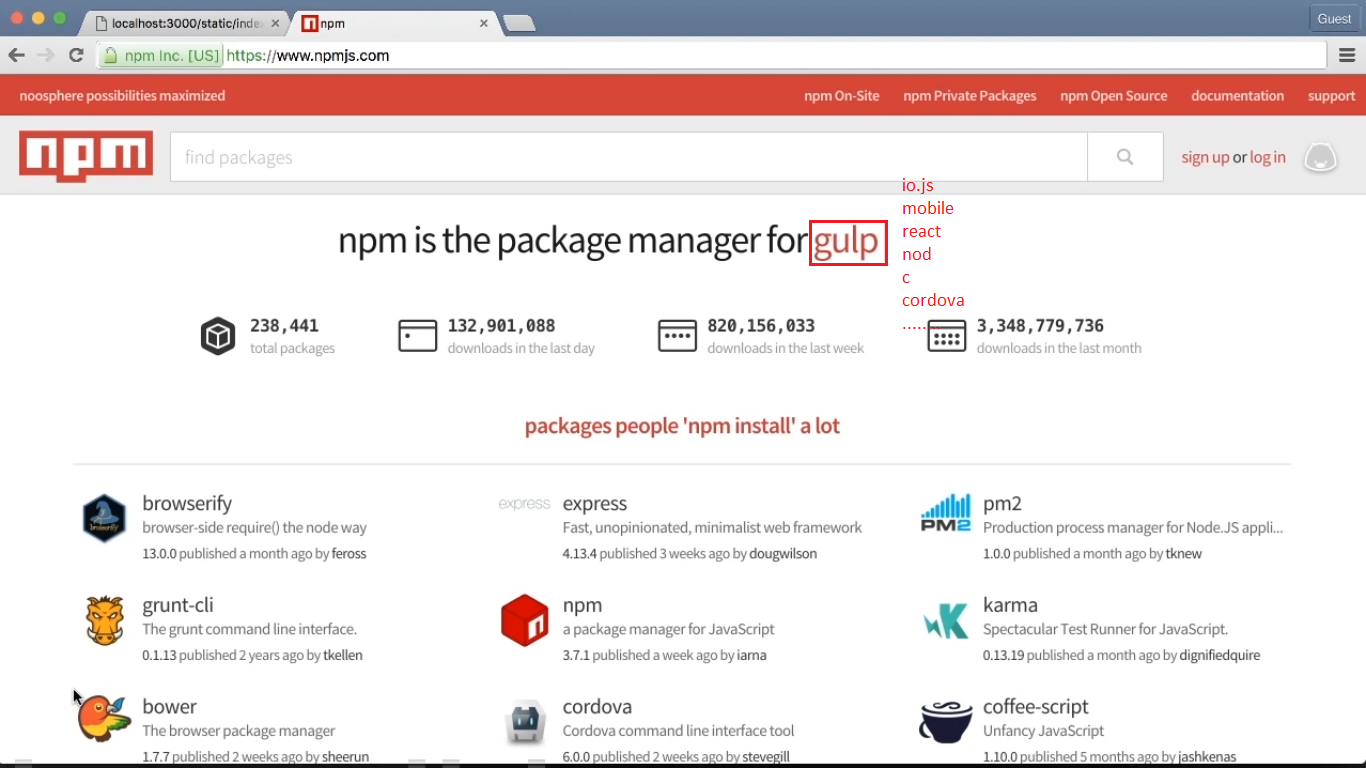 localhost:3000/static/index
npm
Guest
npm Inc. [US] https://www.npmjs.com
noosphere possibilities maximized
npm On-Site
npm Private Packages
npm Open Source
documentation
support
npm
find packages
sign up or log in
io.js
mobile
react
nod
c
cordova
........
npm is the package manager for gulp
238,441
total packages
132,901,088
downloads in the last day
820,156,033
downloads in the last week
3,348,779,736
downloads in the last month
packages people 'npm install' a lot
browserify
browserify
browser-side require() the node way
13.0.0 published a month ago by feross
express
express
Fast, unopinionated, minimalist web framework
4.13.4 published 3 weeks ago by dougwilson
PM2
pm2
Production process manager for Node.JS appli...
1.0.0 published a month ago by tknew
grunt-cli
The grunt command line interface.
0.1.13 published 2 years ago by tkellen
n
npm
a package manager for JavaScript
3.7.1 published a week ago by iarna
K
karma
Spectacular Test Runner for JavaScript.
0.13.19 published a month ago by dignifiedquire
bower
The browser package manager
1.7.7 published 2 weeks ago by sheerun
cordova
Cordova command line interface tool
6.0.0 published 2 weeks ago by stevegill
coffee-script
Unfancy JavaScript
1.10.0 published 5 months ago by jashkenas